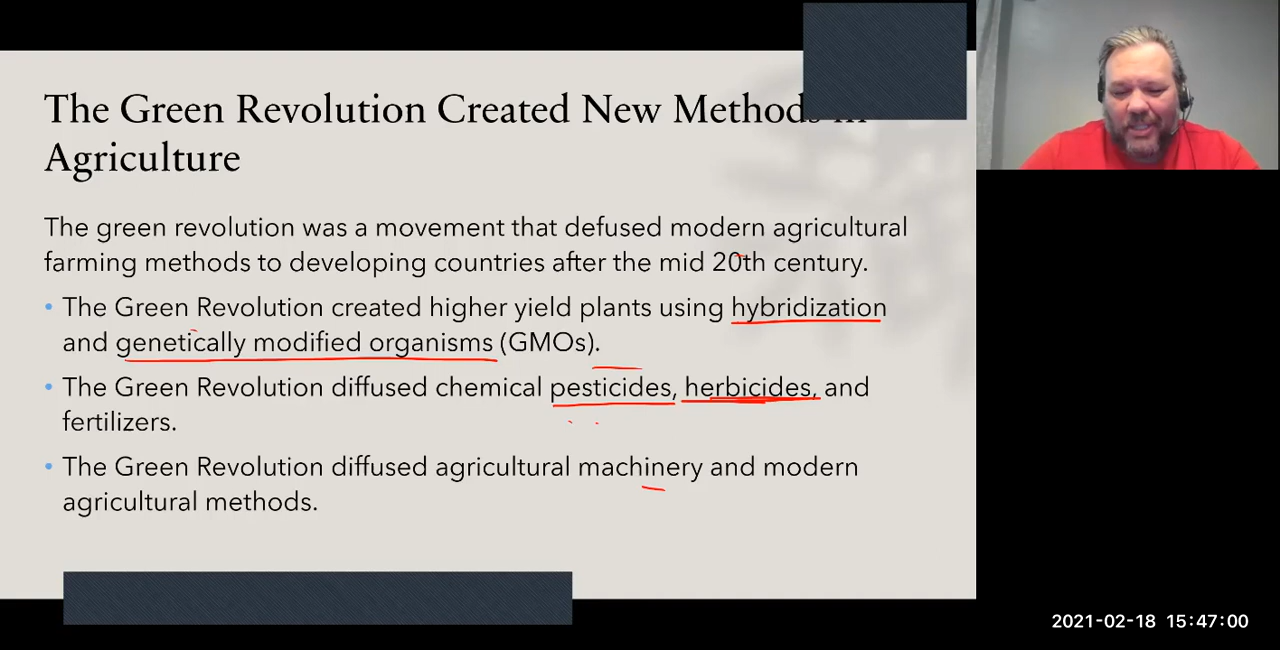 The Green Revolution Created New Methods in
Agriculture
The green revolution was a movement that defused modern agricultural
farming methods to developing countries after the mid 20th century.
• The Green Revolution created higher yield plants using hybridization
and genetically modified organisms (GMOs).
• The Green Revolution diffused chemical pesticides, herbicides, and
fertilizers.
• The Green Revolution diffused agricultural machinery and modern
agricultural methods.
2021-02-18 15:47:00